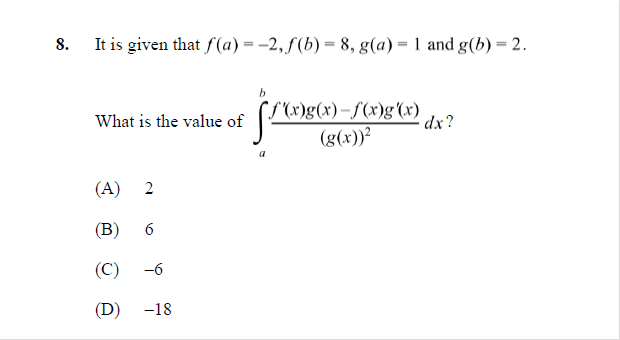 8. It is given that f(a) = −2, f(b) = 8, g(a) = 1 and g(b) = 2.
What is the value of ∫ₐᵇ (f'(x)g(x) − f(x)g'(x))/(g(x))² dx?
(A) 2
(B) 6
(C) −6
(D) −18